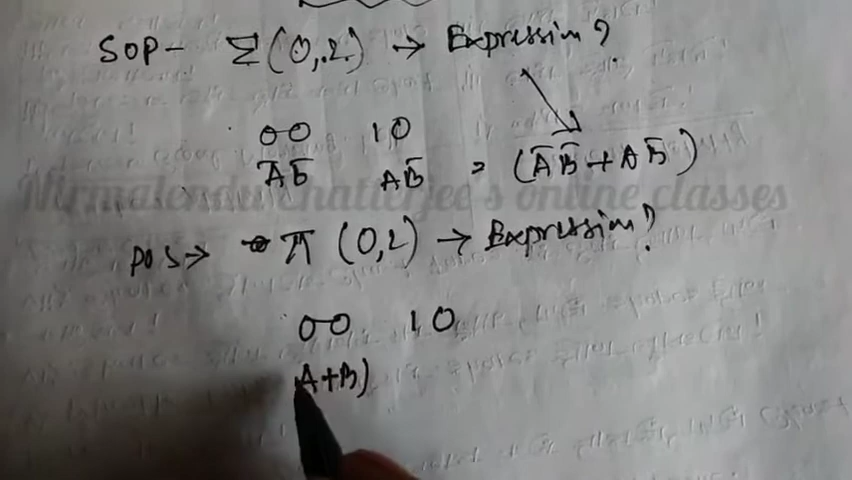 SOP - Σ(0,2) → Expression?
00 10
A̅B̅ AB̅ = (A̅B̅ + AB̅)
Nirmalendu Chatterjee's online classes
POS → π (0,2) → Expression?
00 10
A+B)